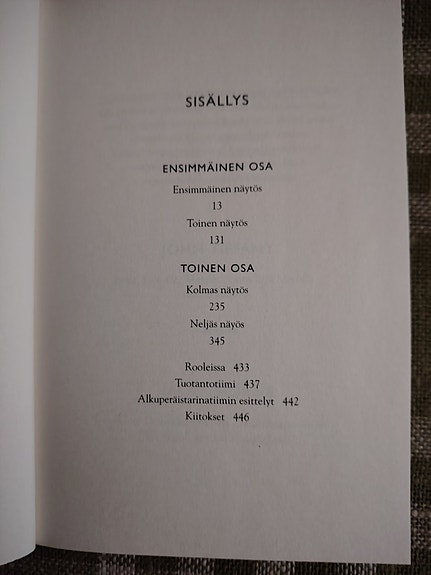 SISÄLLYS
ENSIMMÄINEN OSA
Ensimmäinen näytös
13
Toinen näytös
131
TOINEN OSA
Kolmas näytös
235
Neljäs näyös
345
Rooleissa 433
Tuotantotiimi 437
Alkuperäistarinatiimin esittelyt 442
Kiitokset 446